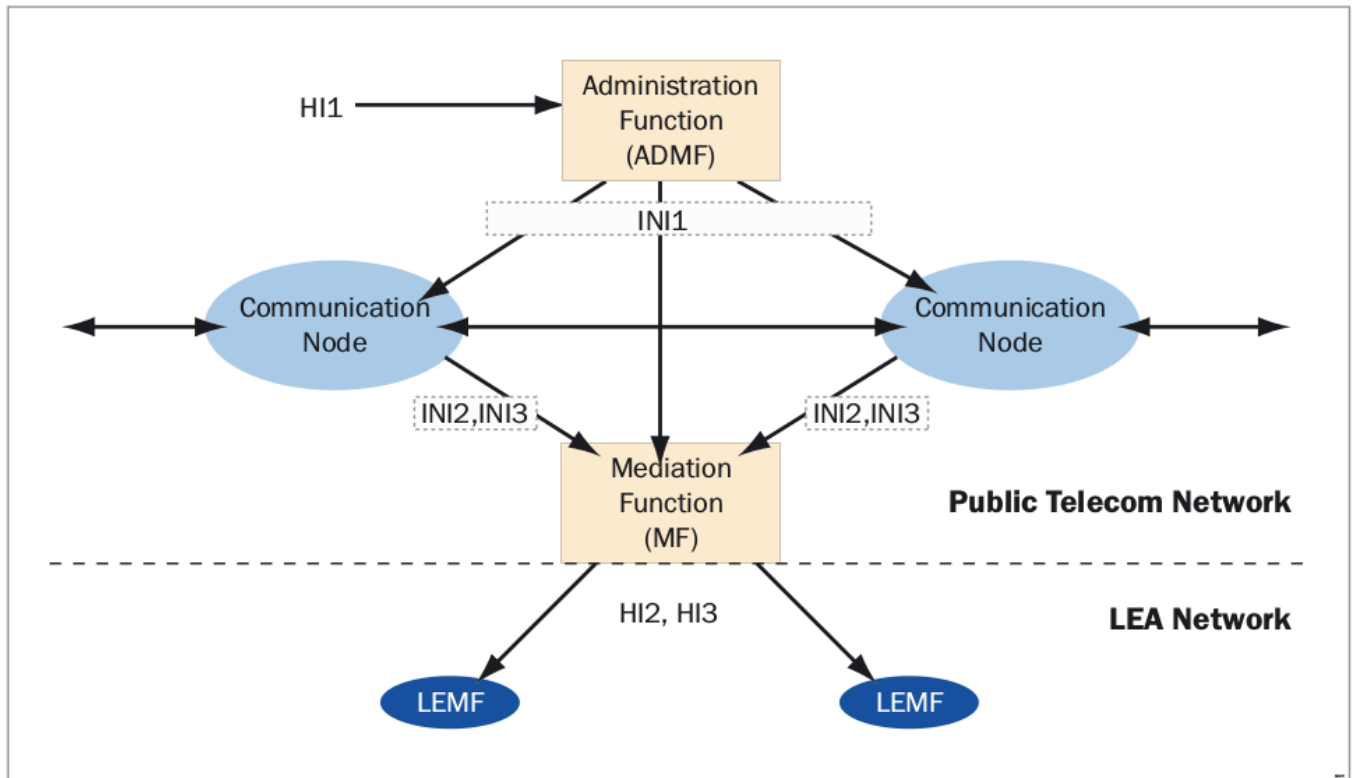 Administration
Function
(ADMF)
HI1
INI1
Communication
Node
Communication
Node
INI2,INI3
INI2,INI3
Mediation
Function
(MF)
Public Telecom Network
HI2, HI3
LEA Network
LEMF
LEMF